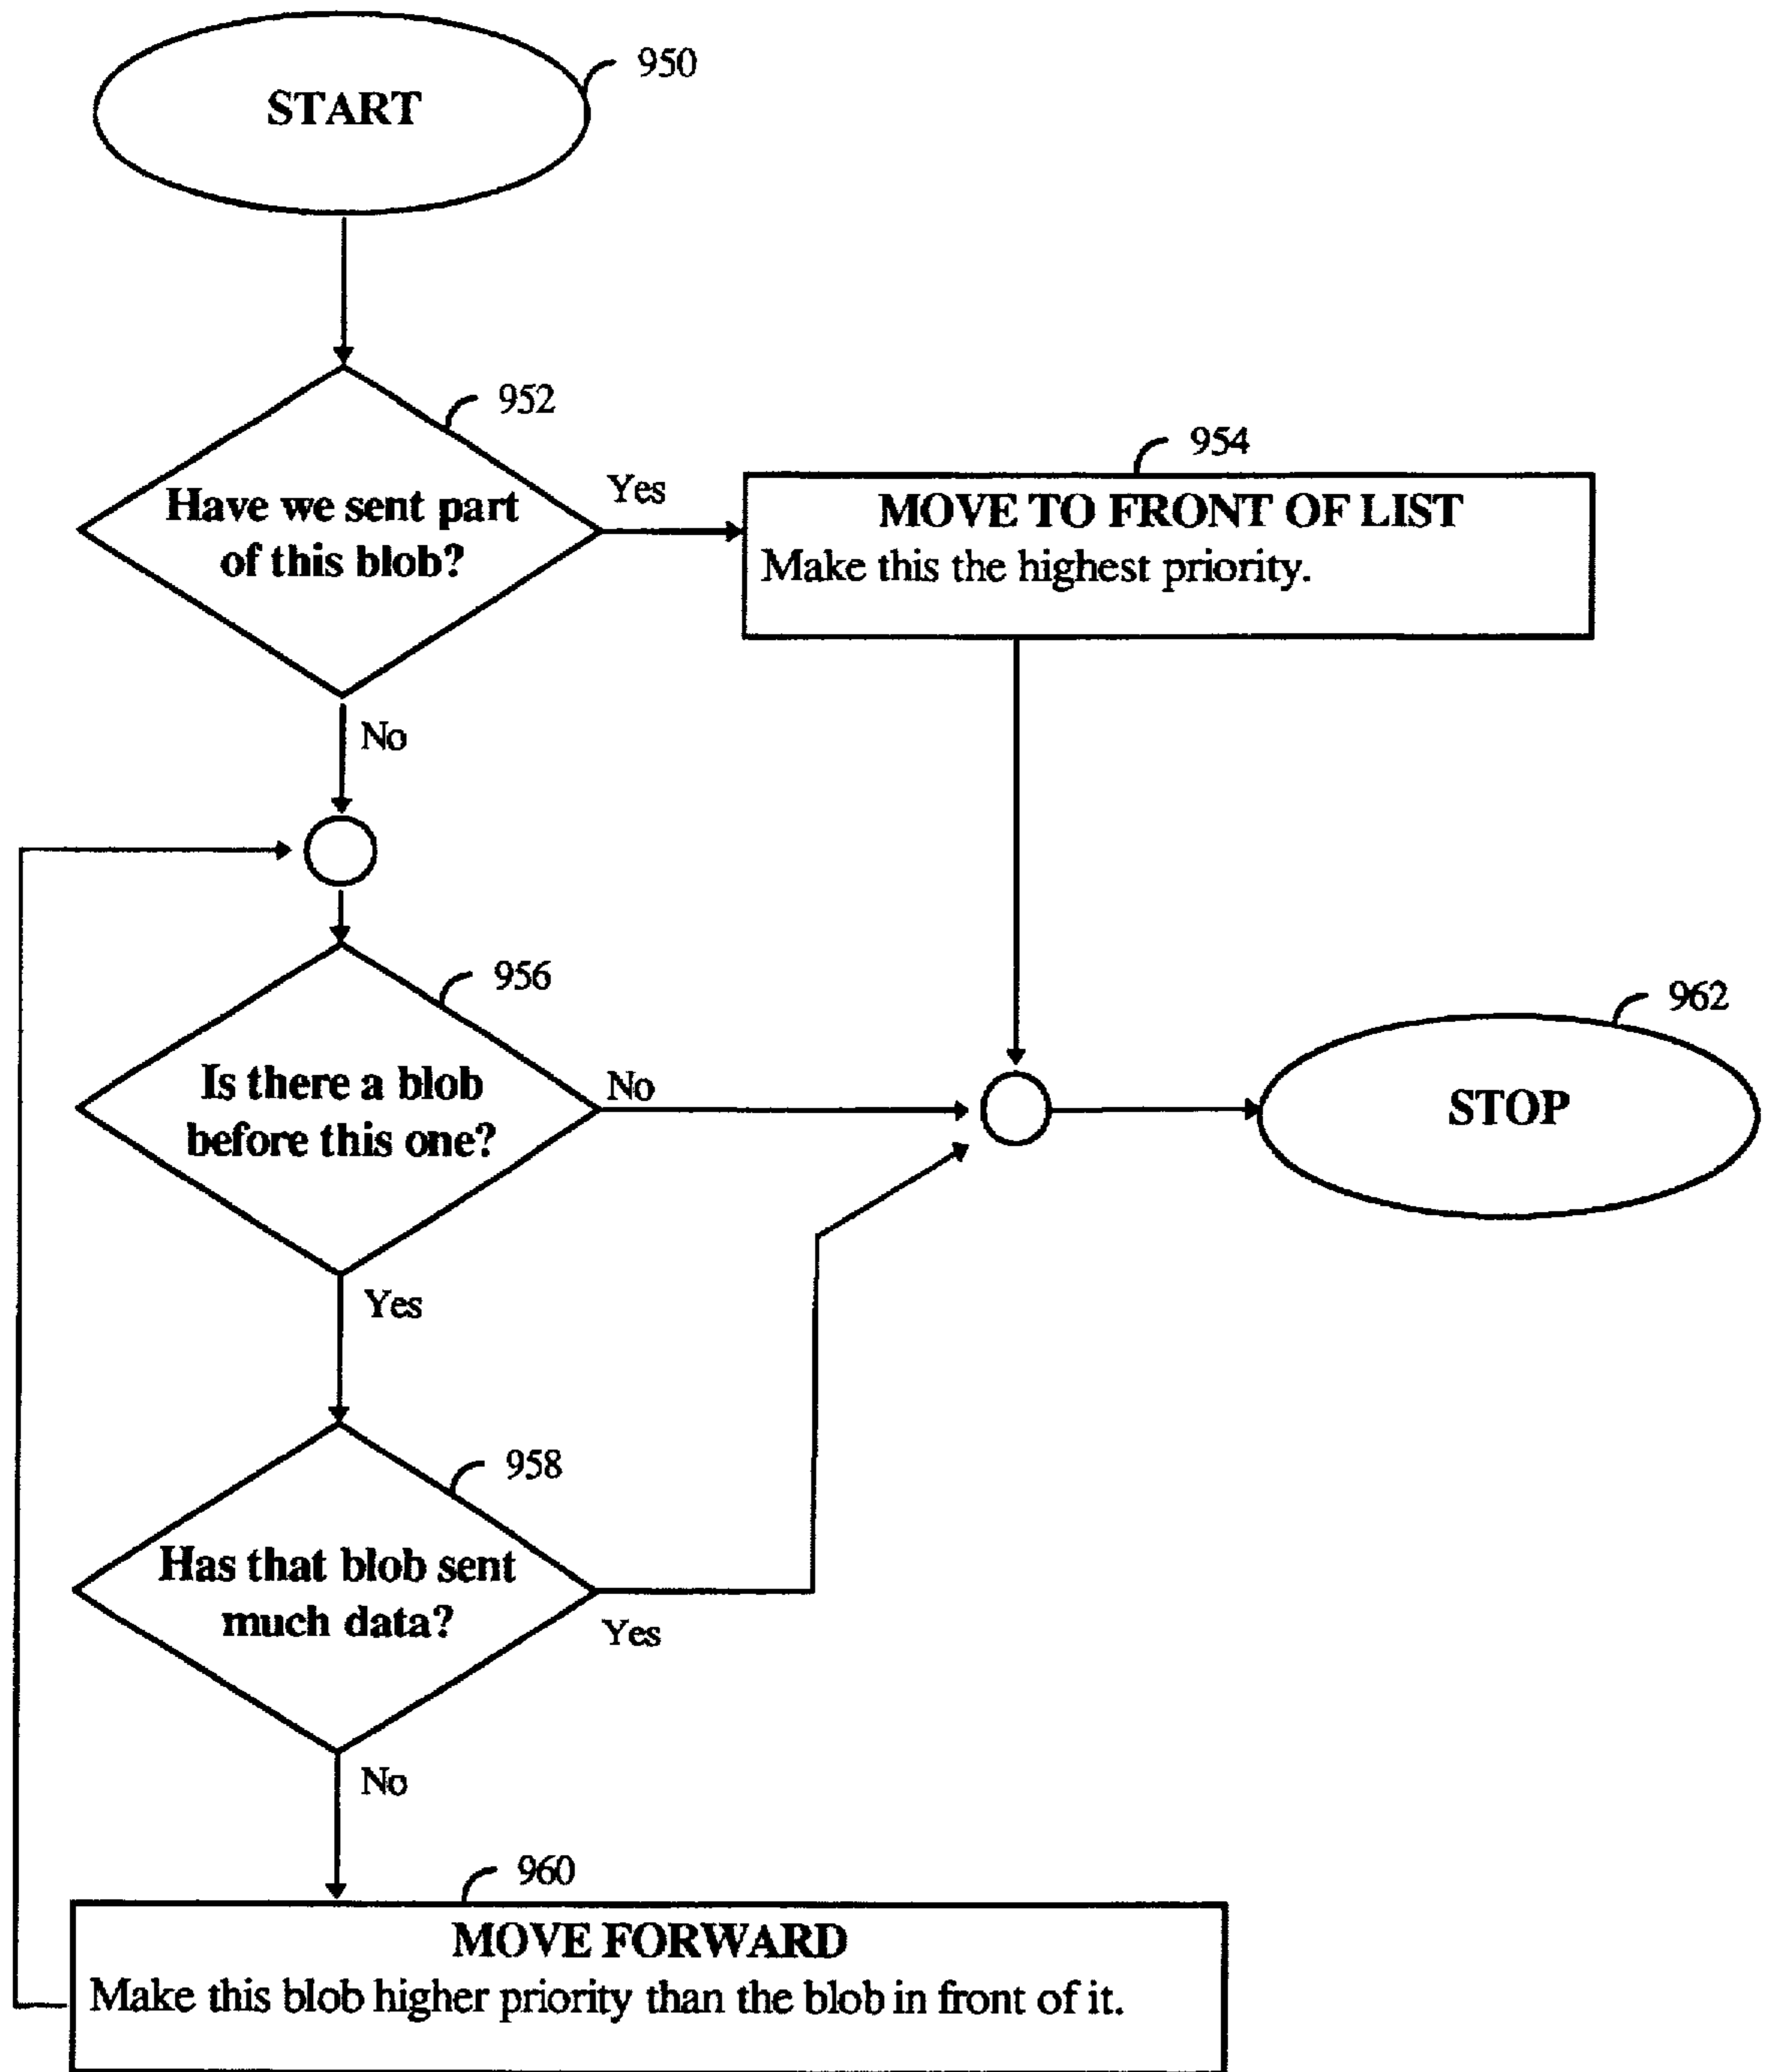 950
START
952
Have we sent part
of this blob?
Yes
954
MOVE TO FRONT OF LIST
Make this the highest priority.
No
956
Is there a blob
before this one?
No
962
STOP
Yes
958
Has that blob sent
much data?
Yes
No
960
MOVE FORWARD
Make this blob higher priority than the blob in front of it.